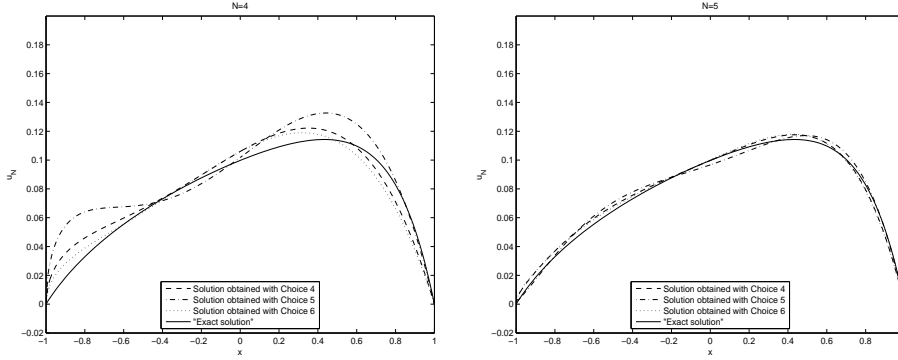 N=4
0.18
0.16
0.14
0.12
0.10
0.08
0.06
0.04
0.02
0
−0.02
u_N
−1 −0.8 −0.6 −0.4 −0.2 0 0.2 0.4 0.6 0.8 1
x
Solution obtained with Choice 4
Solution obtained with Choice 5
Solution obtained with Choice 6
"Exact solution"
N=5
0.18
0.16
0.14
0.12
0.10
0.08
0.06
0.04
0.02
0
−0.02
u_N
−1 −0.8 −0.6 −0.4 −0.2 0 0.2 0.4 0.6 0.8 1
x
Solution obtained with Choice 4
Solution obtained with Choice 5
Solution obtained with Choice 6
"Exact solution"